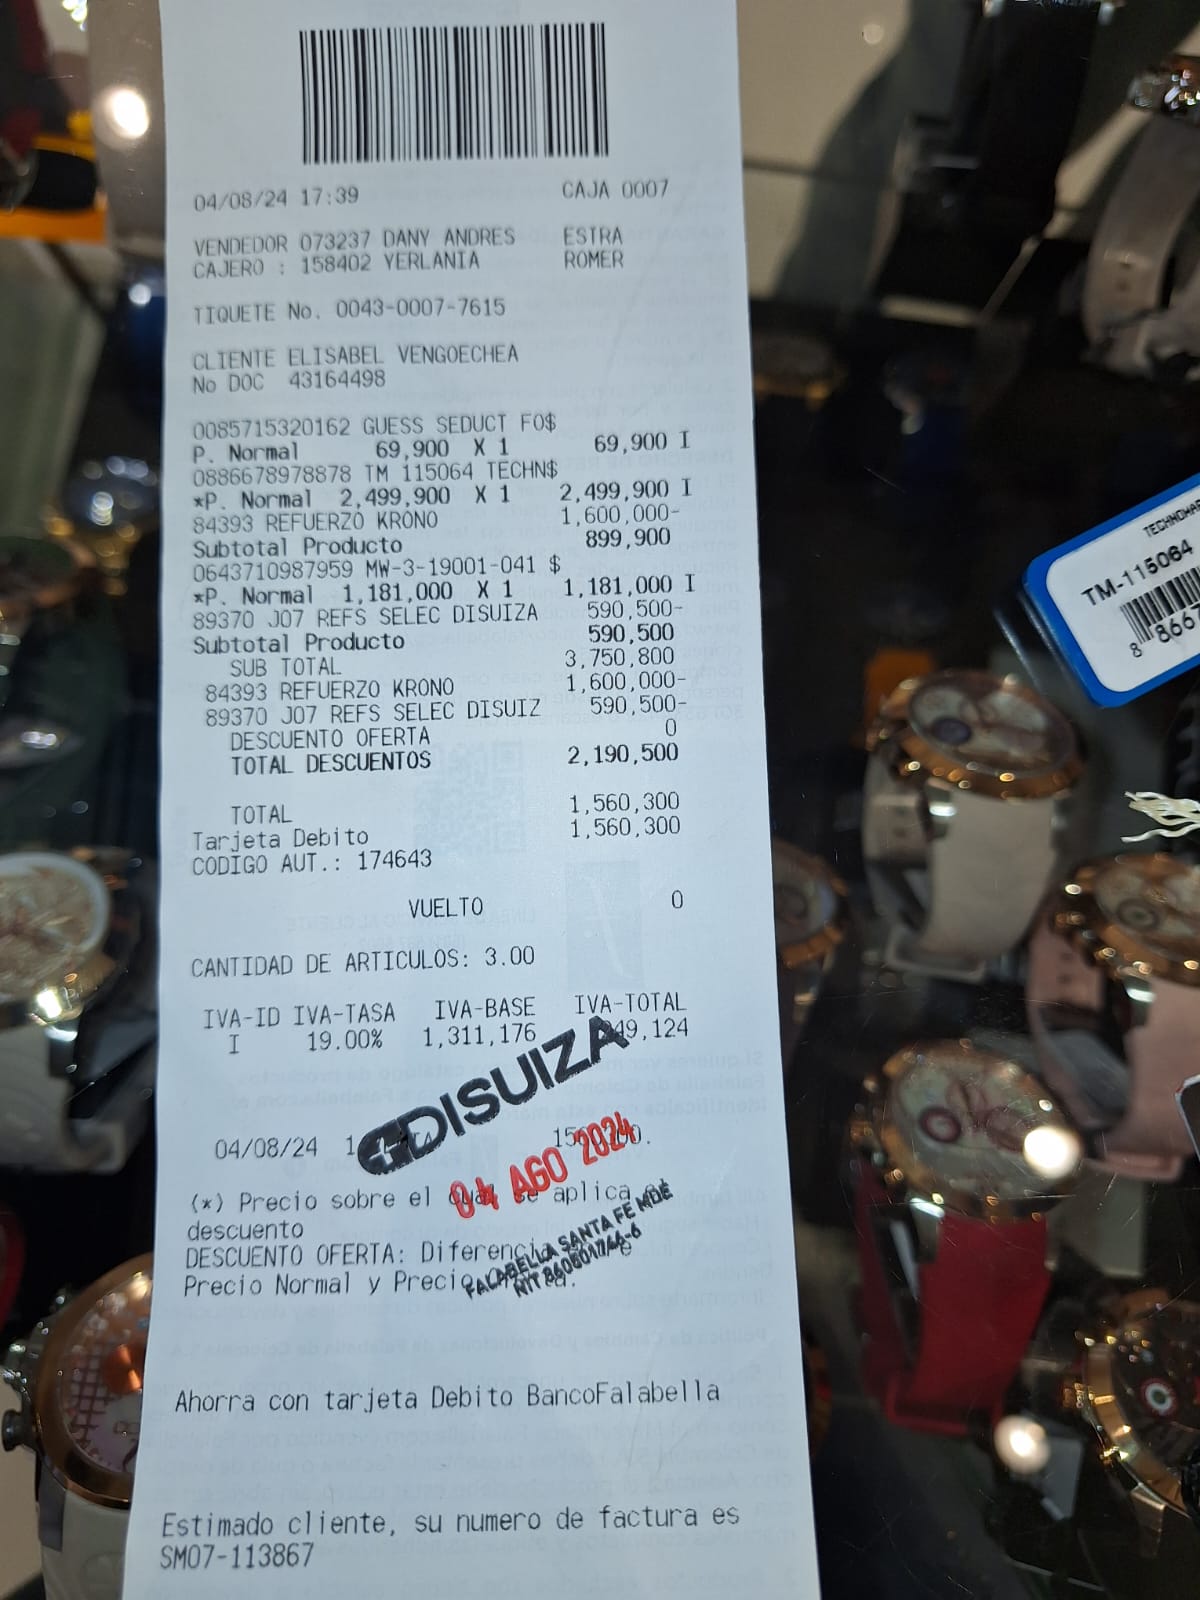 04/08/24 17:39 CAJA 0007
VENDEDOR 073237 DANY ANDRES ESTRA
CAJERO : 158402 YERLANIA ROMER
TIQUETE No. 0043-0007-7615
CLIENTE ELISABEL VENGOECHEA
No DOC 43164498
0085715320162 GUESS SEDUCT FO$
P. Normal 69,900 X 1 69,900 I
0886678978878 TM 115064 TECHN$
*P. Normal 2,499,900 X 1 2,499,900 I
84393 REFUERZO KRONO 1,600,000-
Subtotal Producto 899,900
0643710987959 MW-3-19001-041 $
*P. Normal 1,181,000 X 1 1,181,000 I
89370 J07 REFS SELEC DISUIZA 590,500-
Subtotal Producto 590,500
SUB TOTAL 3,750,800
84393 REFUERZO KRONO 1,600,000-
89370 J07 REFS SELEC DISUIZ 590,500-
DESCUENTO OFERTA 0
TOTAL DESCUENTOS 2,190,500
TOTAL 1,560,300
Tarjeta Debito 1,560,300
CODIGO AUT.: 174643
VUELTO 0
CANTIDAD DE ARTICULOS: 3.00
IVA-ID IVA-TASA IVA-BASE IVA-TOTAL
I 19.00% 1,311,176 249,124
DISUIZA
04/08/24
04 AGO 2024
(*) Precio sobre el se aplica
descuento
DESCUENTO OFERTA:
Precio Normal y
FALABELLA SANTA FE MDE
NIT 860801744-6
Ahorra con tarjeta Debito BancoFalabella
Estimado cliente, su numero de factura es
SM07-113867
TM-115064